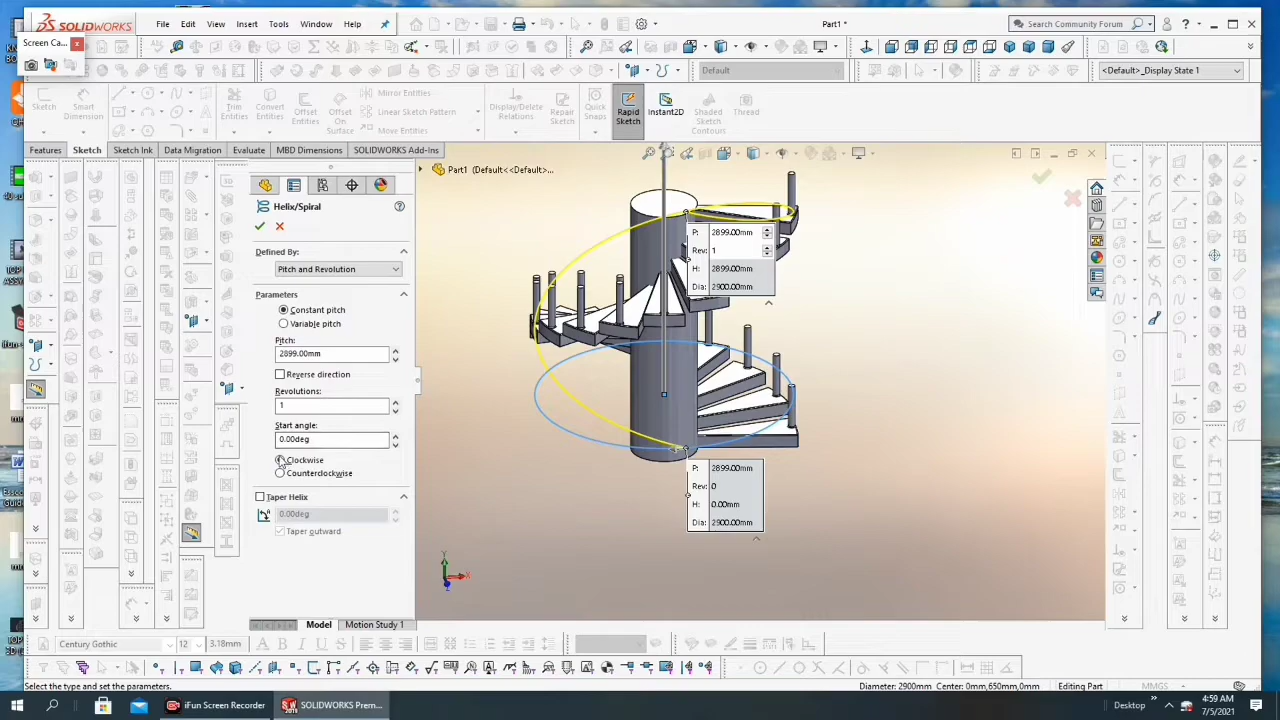 SOLIDWORKS
File
Edit
View
Insert
Tools
Window
Help
Part1 *
Search Community Forum
Screen Ca...
Default
<Default>_Display State 1
Sketch
Smart Dimension
Trim Entities
Convert Entities
Offset Entities
Offset On Surface
Mirror Entities
Linear Sketch Pattern
Move Entities
Display/Delete Relations
Repair Sketch
Quick Snaps
Rapid Sketch
Instant2D
Shaded Sketch Contours
Trend
Features
Sketch
Sketch Ink
Data Migration
Evaluate
MBD Dimensions
SOLIDWORKS Add-Ins
Part1 (Default<<Default>...
Helix/Spiral
Defined By:
Pitch and Revolution
Parameters
Constant pitch
Variable pitch
Pitch:
2899.00mm
Reverse direction
Revolutions:
1
Start angle:
0.00deg
Clockwise
Counterclockwise
Taper Helix
0.00deg
Taper outward
P: 2899.00mm
Rev: 1
H: 2899.00mm
Dia: 2900.00mm
P: 2899.00mm
Rev: 0
H: 0.00mm
Dia: 2900.00mm
Y
X
Z
Model
Motion Study 1
Century Gothic
12
3.18mm
Select the type and set the parameters.
Diameter: 2900mm Center: 0mm,650mm,0mm
Editing Part
MMGS
iFun Screen Recorder
SOLIDWORKS Prem...
Desktop
4:59 AM
7/5/2021